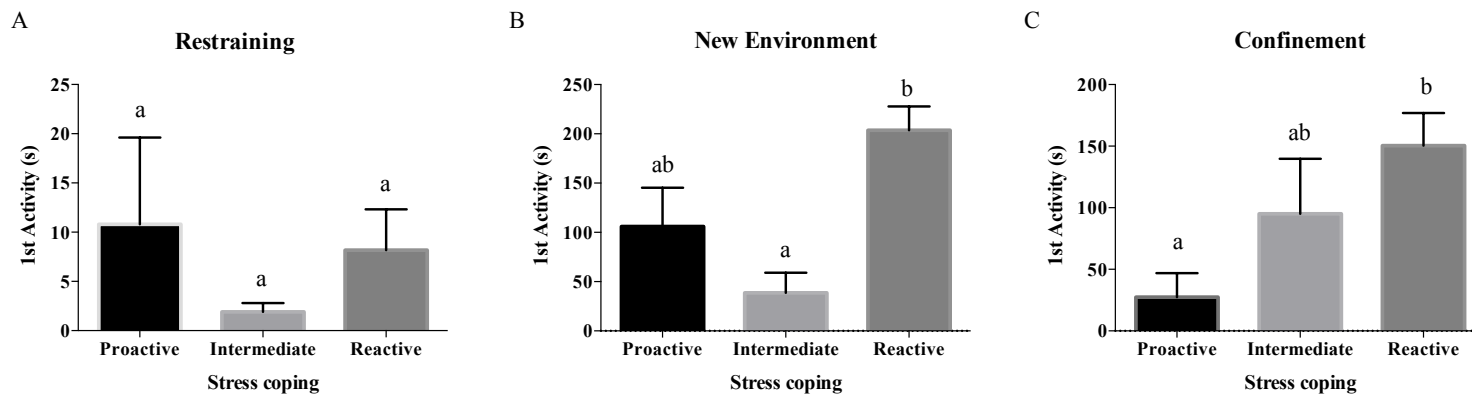 A
Restraining
1st Activity (s)
25
20
15
10
5
0
a
a
a
Proactive
Intermediate
Reactive
Stress coping
B
New Environment
1st Activity (s)
250
200
150
100
50
0
ab
a
b
Proactive
Intermediate
Reactive
Stress coping
C
Confinement
1st Activity (s)
200
150
100
50
0
a
ab
b
Proactive
Intermediate
Reactive
Stress coping